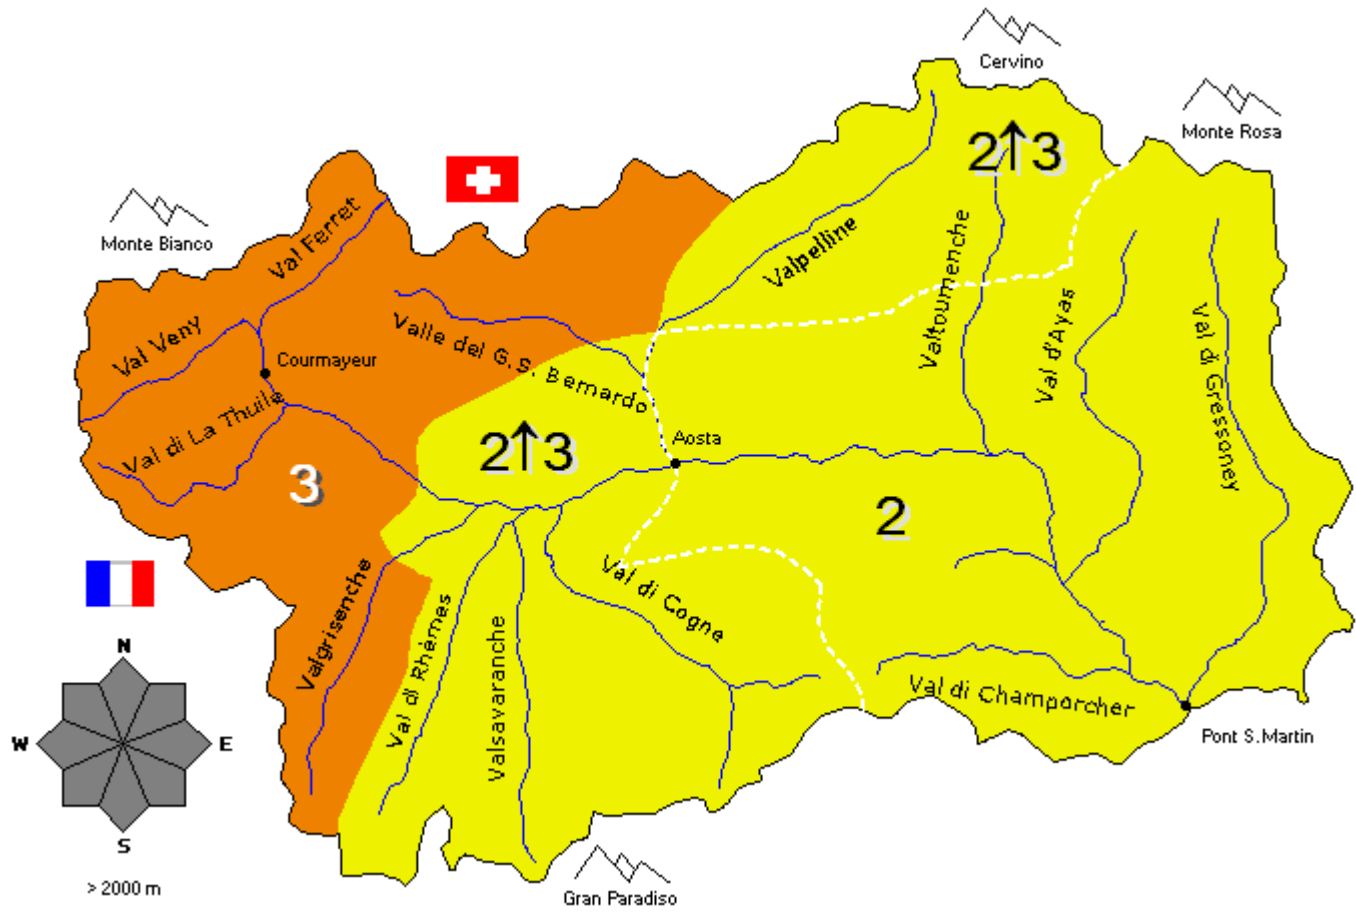 Cervino
Monte Rosa
2↑3
Monte Bianco
Val Ferret
Valpelline
Valtournenche
Val d'Ayas
Val di Gressoney
Val Veny
Valle del G.S. Bernardo
Courmayeur
Val di La Thuile
2↑3
Aosta
3
2
Valgrisenche
Val di Rhèmes
Valsavaranche
Val di Cogne
Val di Champorcher
Pont S.Martin
N
W
E
S
> 2000 m
Gran Paradiso